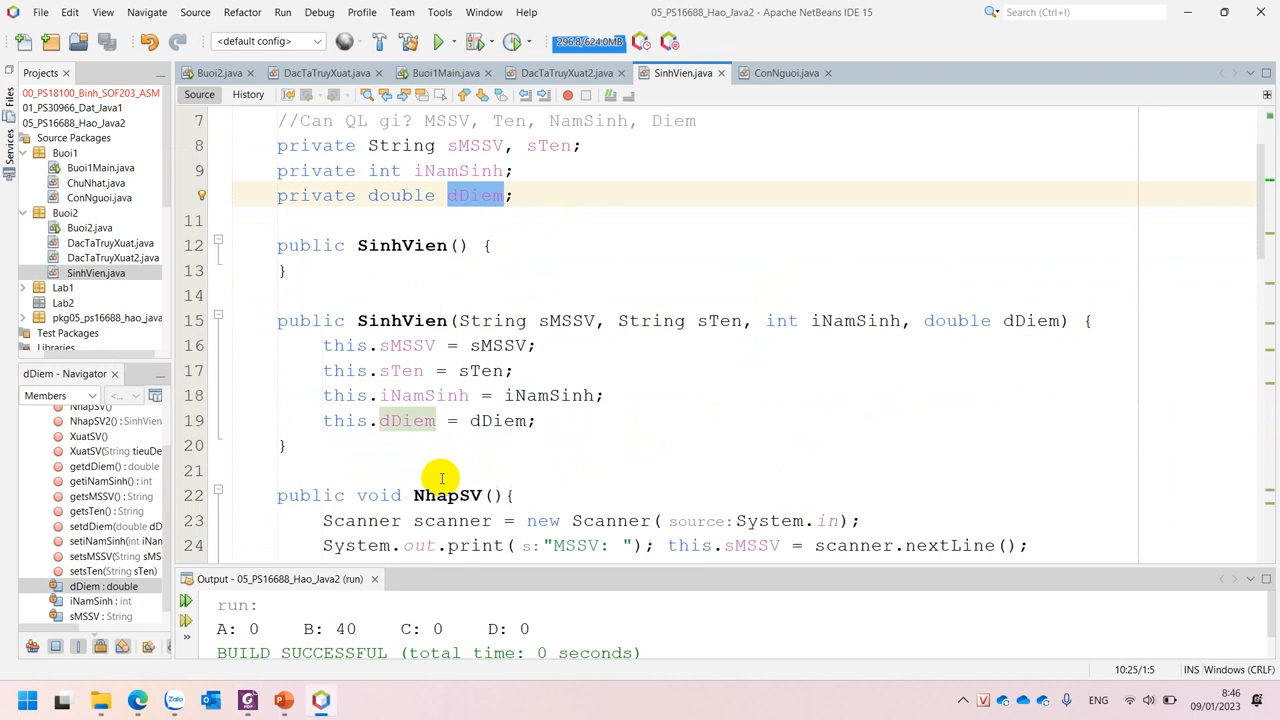 File Edit View Navigate Source Refactor Run Debug Profile Team Tools Window Help 05_PS16688_Hao_Java2 - Apache NetBeans IDE 15 Search (Ctrl+I)
<default config> 296.8/624.0MB
Projects
Buoi2.java DacTaTruyXuat.java Buoi1Main.java DacTaTruyXuat2.java SinhVien.java ConNguoi.java
Source History
Files
Services
00_PS18100_Binh_SOF203_ASM
01_PS30966_Dat_Java1
05_PS16688_Hao_Java2
Source Packages
Buoi1
Buoi1Main.java
ChuNhat.java
ConNguoi.java
Buoi2
Buoi2.java
DacTaTruyXuat.java
DacTaTruyXuat2.java
SinhVien.java
Lab1
Lab2
pkg05_ps16688_hao_java
Test Packages
Libraries
7 //Can QL gi? MSSV, Ten, NamSinh, Diem
8 private String sMSSV, sTen;
9 private int iNamSinh;
private double dDiem;
11
12 public SinhVien() {
13 }
14
15 public SinhVien(String sMSSV, String sTen, int iNamSinh, double dDiem) {
16 this.sMSSV = sMSSV;
17 this.sTen = sTen;
18 this.iNamSinh = iNamSinh;
19 this.dDiem = dDiem;
20 }
21
22 public void NhapSV(){
23 Scanner scanner = new Scanner(source:System.in);
24 System.out.print(s:"MSSV: "); this.sMSSV = scanner.nextLine();
dDiem - Navigator
Members <...
NhapSV()
NhapSV2() : SinhVien
XuatSV()
XuatSV(String tieuDe
getdDiem() : double
getiNamSinh() : int
getsMSSV() : String
getsTen() : String
setdDiem(double dD
setiNamSinh(int iNam
setsMSSV(String sMS
setsTen(String sTen)
dDiem : double
iNamSinh : int
sMSSV : String
Output - 05_PS16688_Hao_Java2 (run)
run:
A: 0 B: 40 C: 0 D: 0
BUILD SUCCESSFUL (total time: 0 seconds)
10:25/1:5 INS Windows (CRLF)
Zalo ENG 8:46
09/01/2023